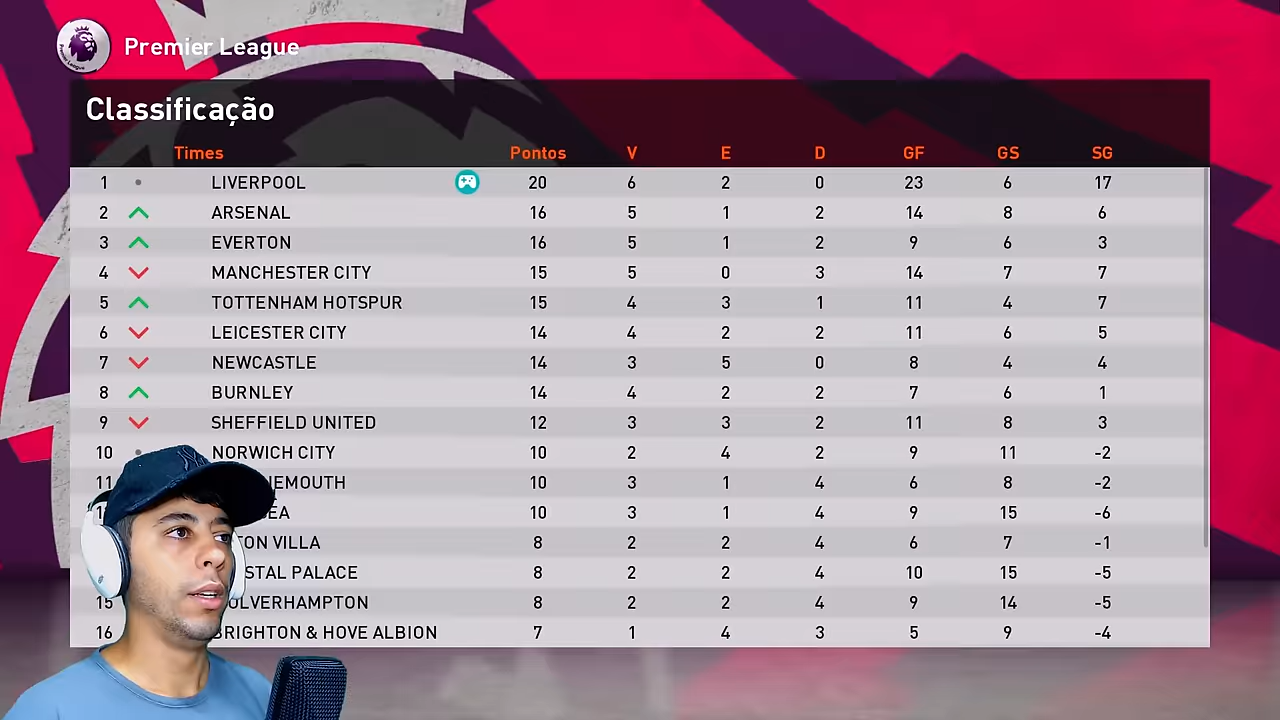 Premier League
Classificação
Times Pontos V E D GF GS SG
1 LIVERPOOL 20 6 2 0 23 6 17
2 ARSENAL 16 5 1 2 14 8 6
3 EVERTON 16 5 1 2 9 6 3
4 MANCHESTER CITY 15 5 0 3 14 7 7
5 TOTTENHAM HOTSPUR 15 4 3 1 11 4 7
6 LEICESTER CITY 14 4 2 2 11 6 5
7 NEWCASTLE 14 3 5 0 8 4 4
8 BURNLEY 14 4 2 2 7 6 1
9 SHEFFIELD UNITED 12 3 3 2 11 8 3
10 NORWICH CITY 10 2 4 2 9 11 -2
11 EMOUTH 10 3 1 4 6 8 -2
EA 10 3 1 4 9 15 -6
TON VILLA 8 2 2 4 6 7 -1
STAL PALACE 8 2 2 4 10 15 -5
15 OLVERHAMPTON 8 2 2 4 9 14 -5
16 BRIGHTON & HOVE ALBION 7 1 4 3 5 9 -4